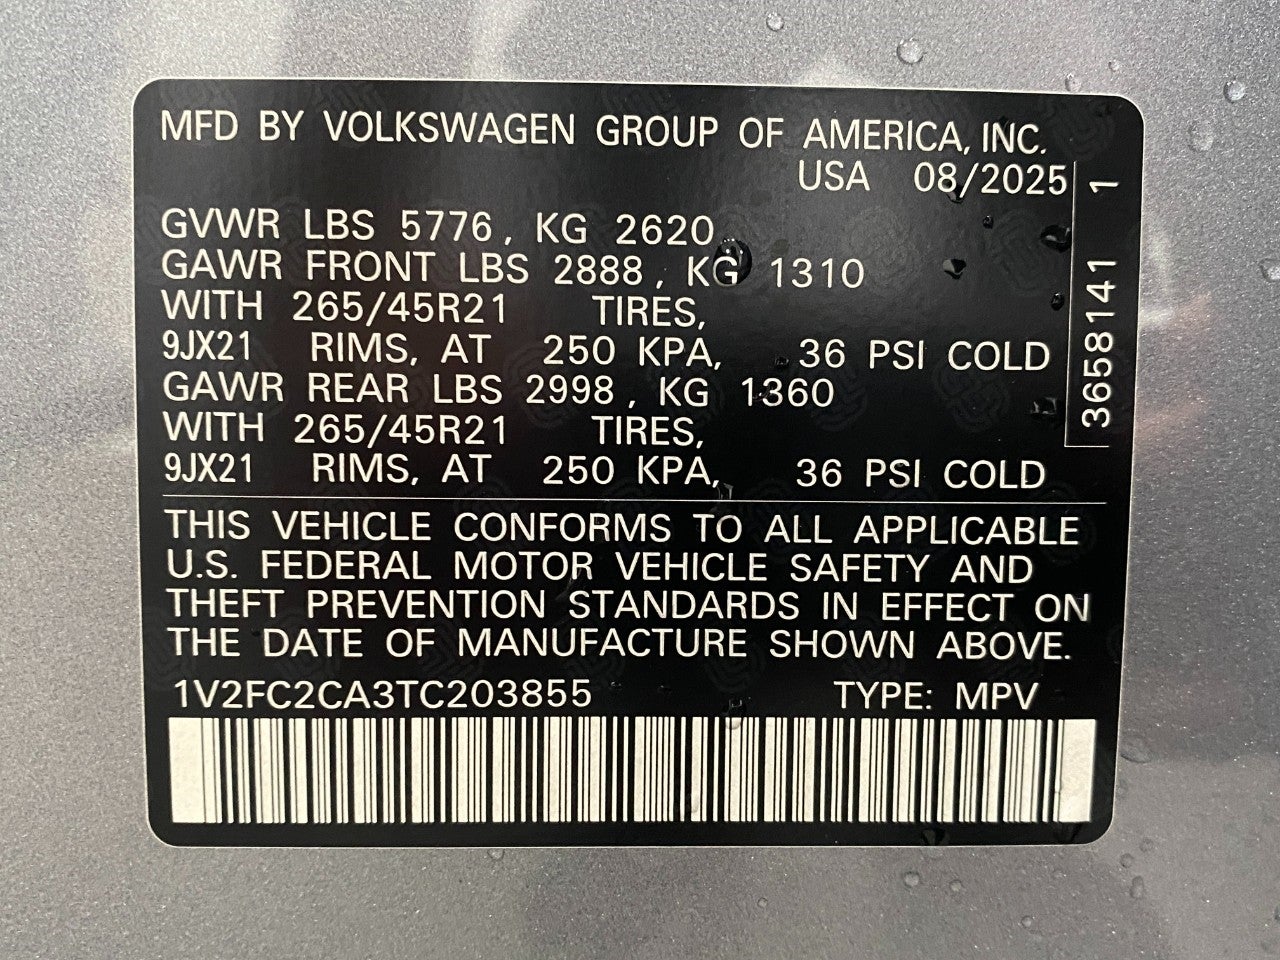 MFD BY VOLKSWAGEN GROUP OF AMERICA, INC.
USA 08/2025
GVWR LBS 5776, KG 2620
GAWR FRONT LBS 2888, KG 1310
WITH 265/45R21 TIRES,
9JX21 RIMS, AT 250 KPA, 36 PSI COLD
GAWR REAR LBS 2998, KG 1360
WITH 265/45R21 TIRES,
9JX21 RIMS, AT 250 KPA, 36 PSI COLD
3658141 1
THIS VEHICLE CONFORMS TO ALL APPLICABLE
U.S. FEDERAL MOTOR VEHICLE SAFETY AND
THEFT PREVENTION STANDARDS IN EFFECT ON
THE DATE OF MANUFACTURE SHOWN ABOVE.
1V2FC2CA3TC203855 TYPE: MPV